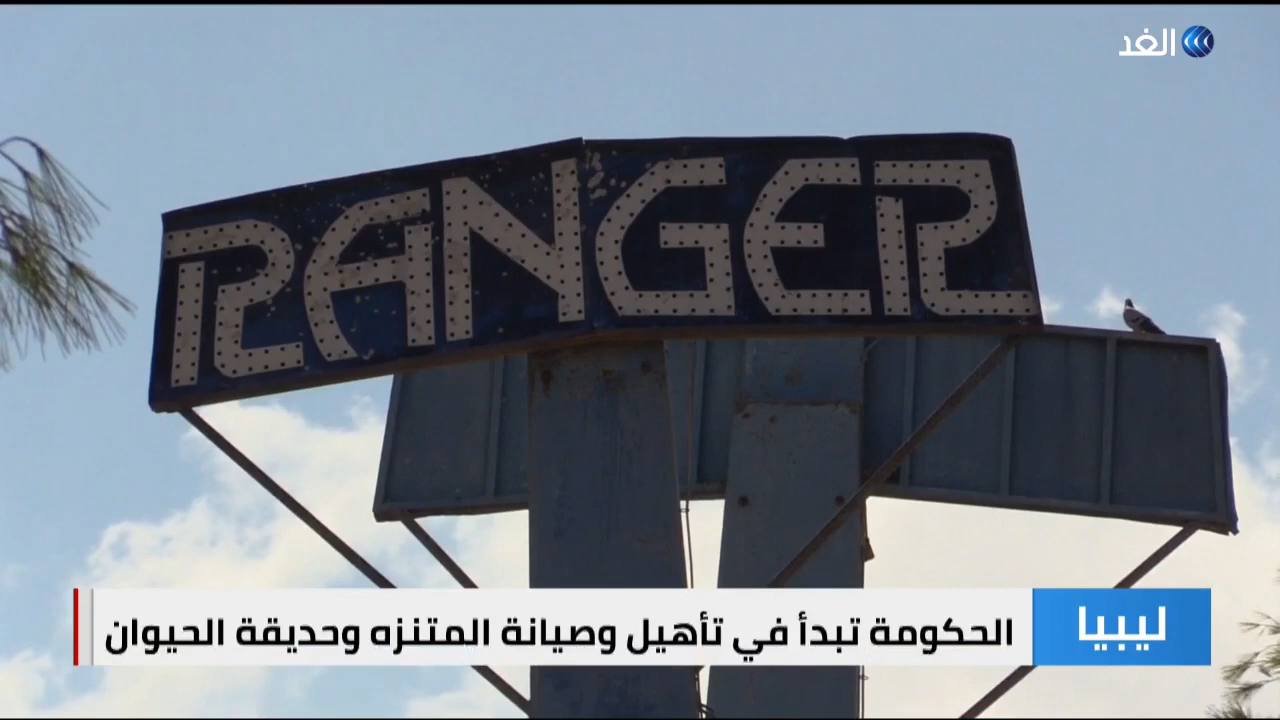 الغد
RANGER
ليبيا
الحكومة تبدأ في تأهيل وصيانة المتنزه وحديقة الحيوان